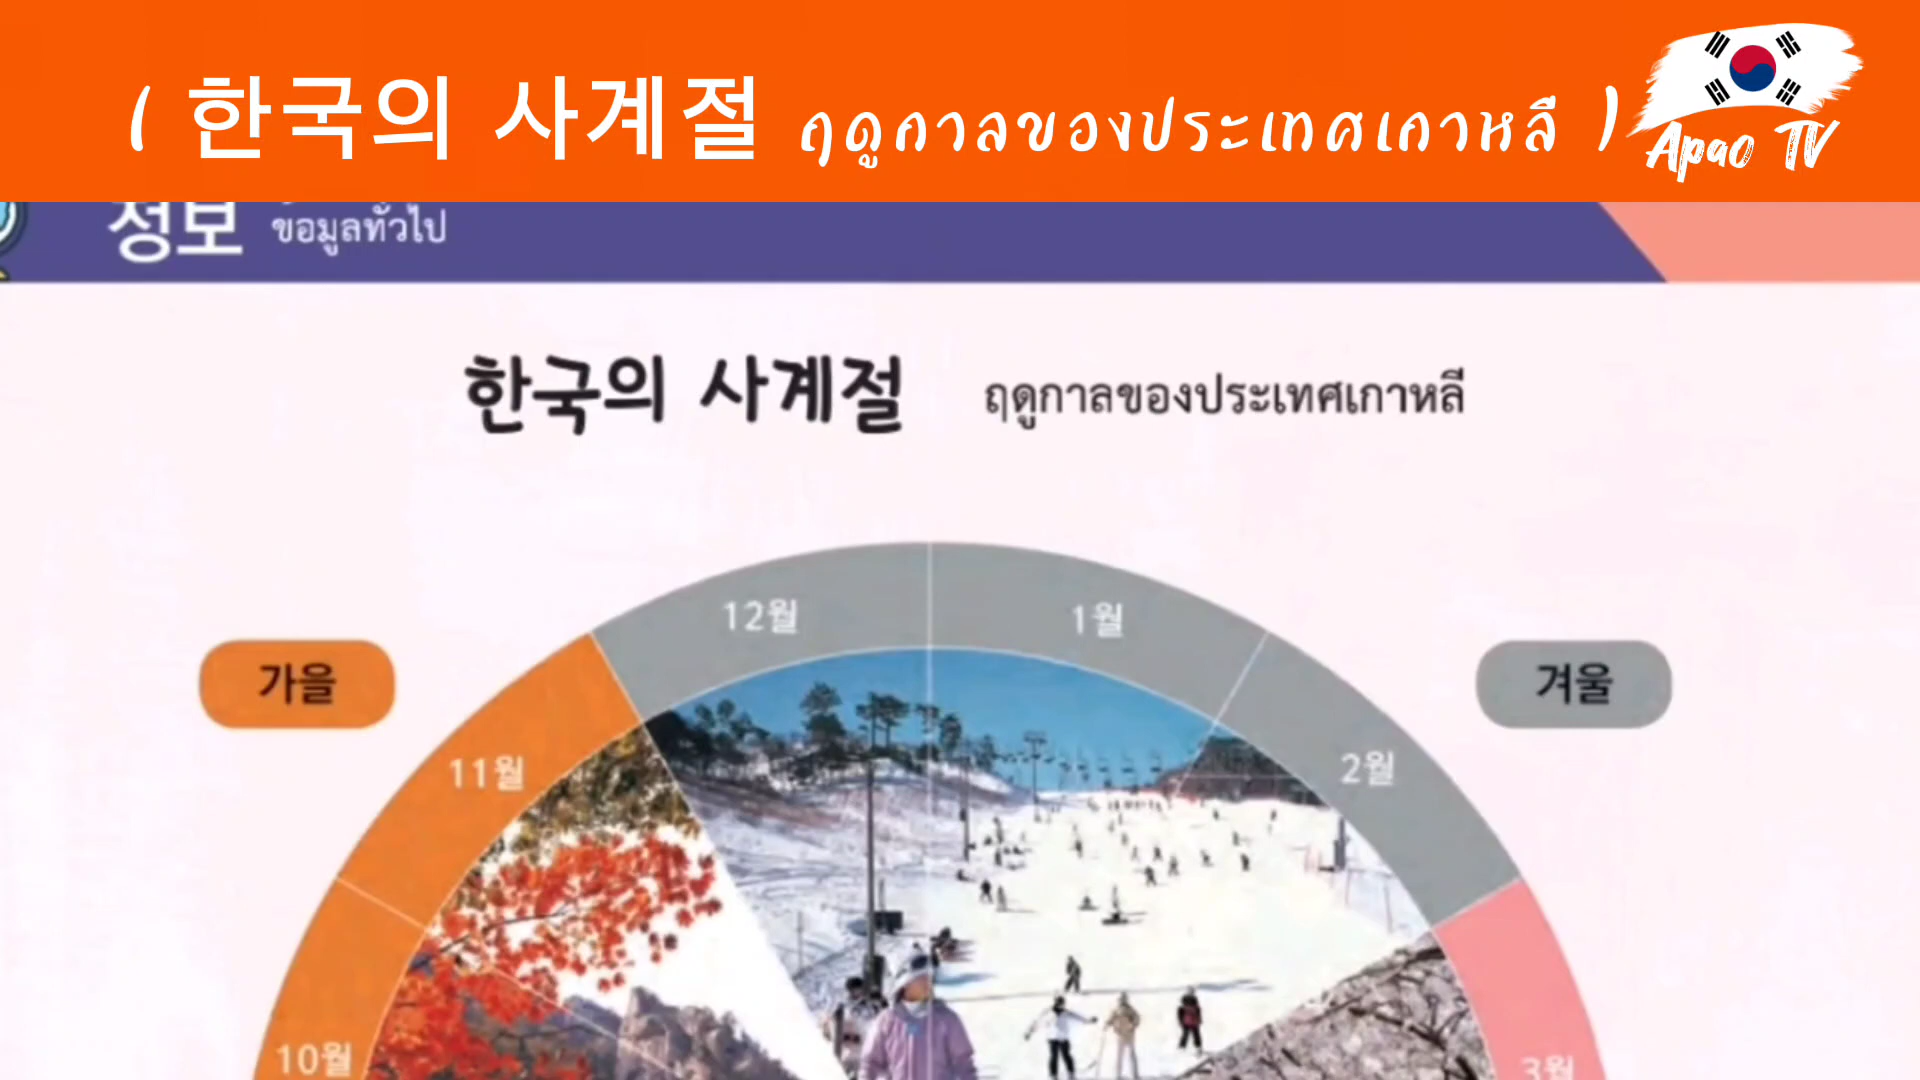 ( 한국의 사계절 ฤดูกาลของประเทศเกาหลี )
Apao TV
정보 ข้อมูลทั่วไป
한국의 사계절 ฤดูกาลของประเทศเกาหลี
12월
1월
가을
겨울
11월
2월
10월
3월